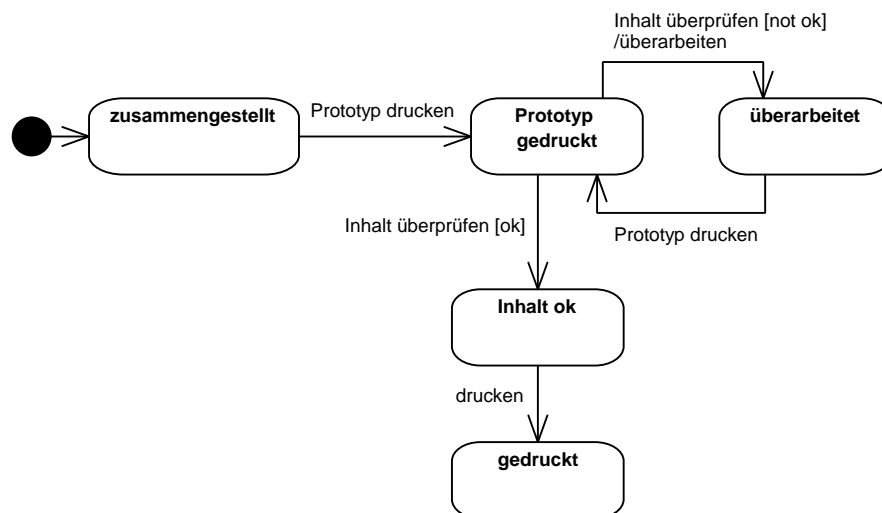 Inhalt überprüfen [not ok]
/überarbeiten
zusammengestellt
Prototyp drucken
Prototyp
gedruckt
überarbeitet
Inhalt überprüfen [ok]
Prototyp drucken
Inhalt ok
drucken
gedruckt